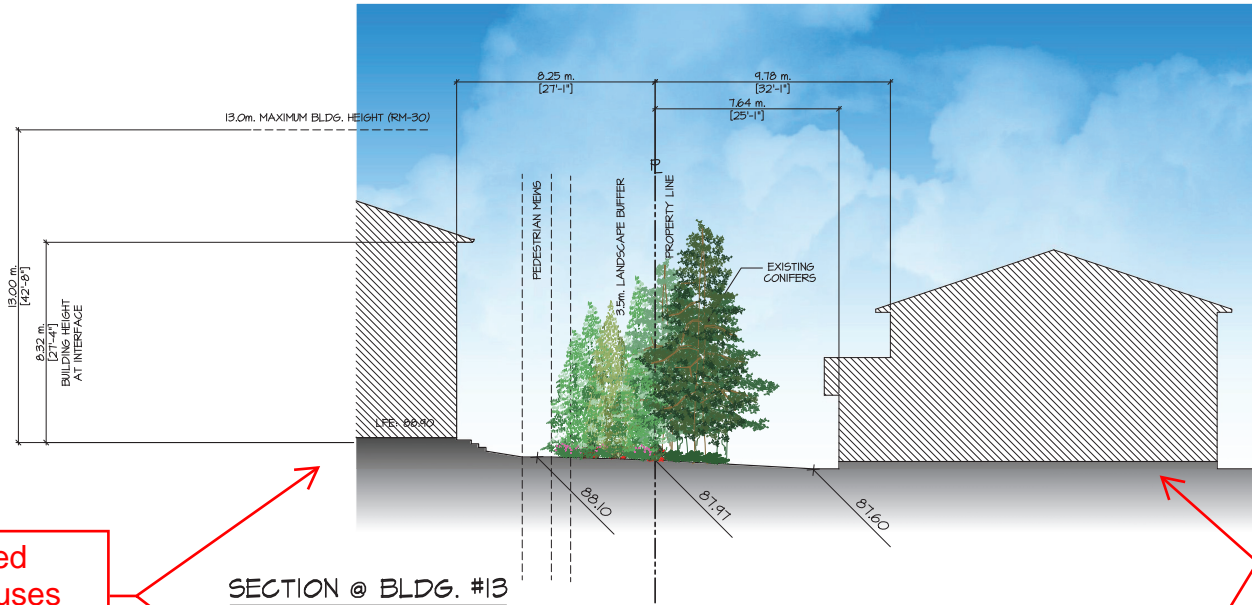 8.25 m.
[27'-1"]
9.78 m.
[32'-1"]
7.64 m.
[25'-1"]
13.0m. MAXIMUM BLDG. HEIGHT (RM-30)
PL
PEDESTRIAN MEWS
3.5m. LANDSCAPE BUFFER
PROPERTY LINE
EXISTING
CONIFERS
13.00 m.
[42'-8"]
8.32 m.
[27'-4"]
BUILDING HEIGHT
AT INTERFACE
LFE: 88.90
88.10
87.97
87.60
ed
uses
SECTION @ BLDG. #13